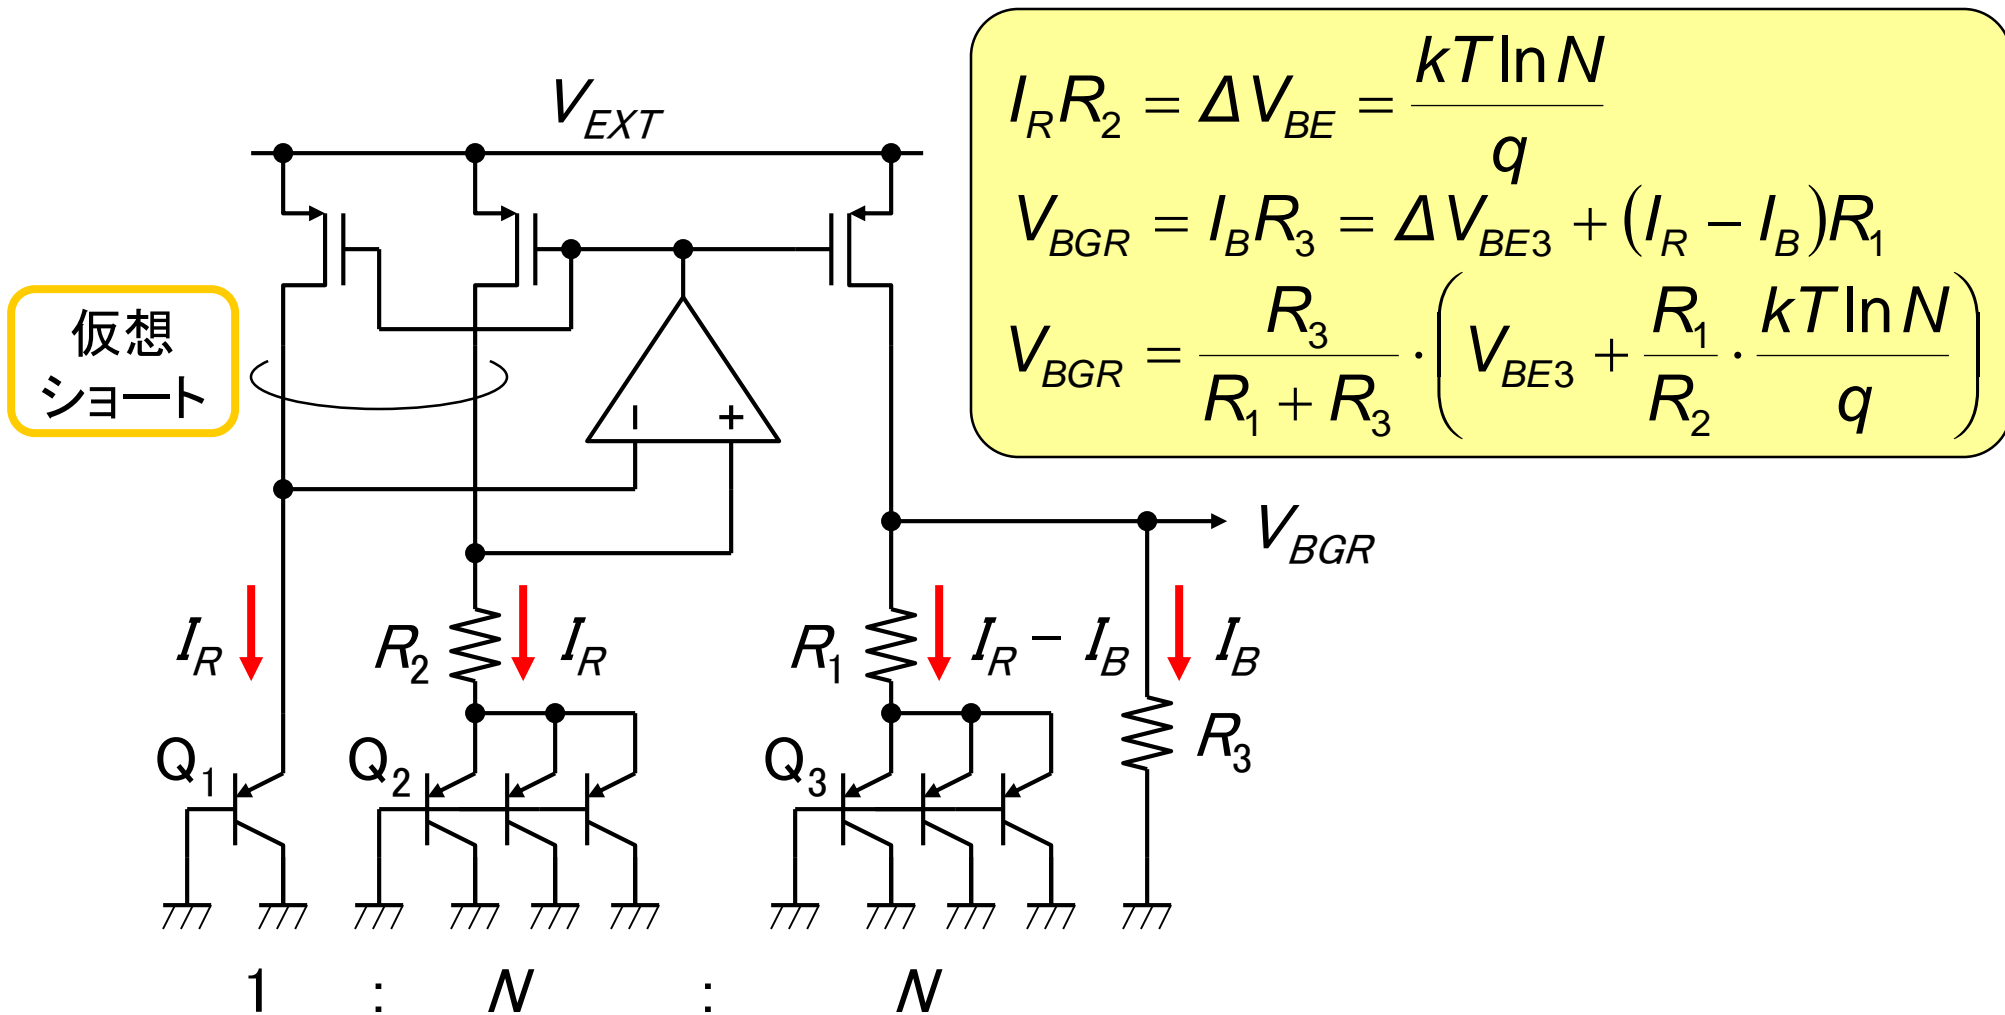 V_EXT
I_R R_2 = ΔV_BE = kT ln N / q
V_BGR = I_B R_3 = ΔV_BE3 + (I_R − I_B)R_1
V_BGR = R_3 / (R_1 + R_3) · (V_BE3 + R_1 / R_2 · kT ln N / q)
仮想
ショート
− +
V_BGR
I_R R_2 I_R R_1 I_R − I_B I_B
Q_1 Q_2 Q_3 R_3
1 : N : N